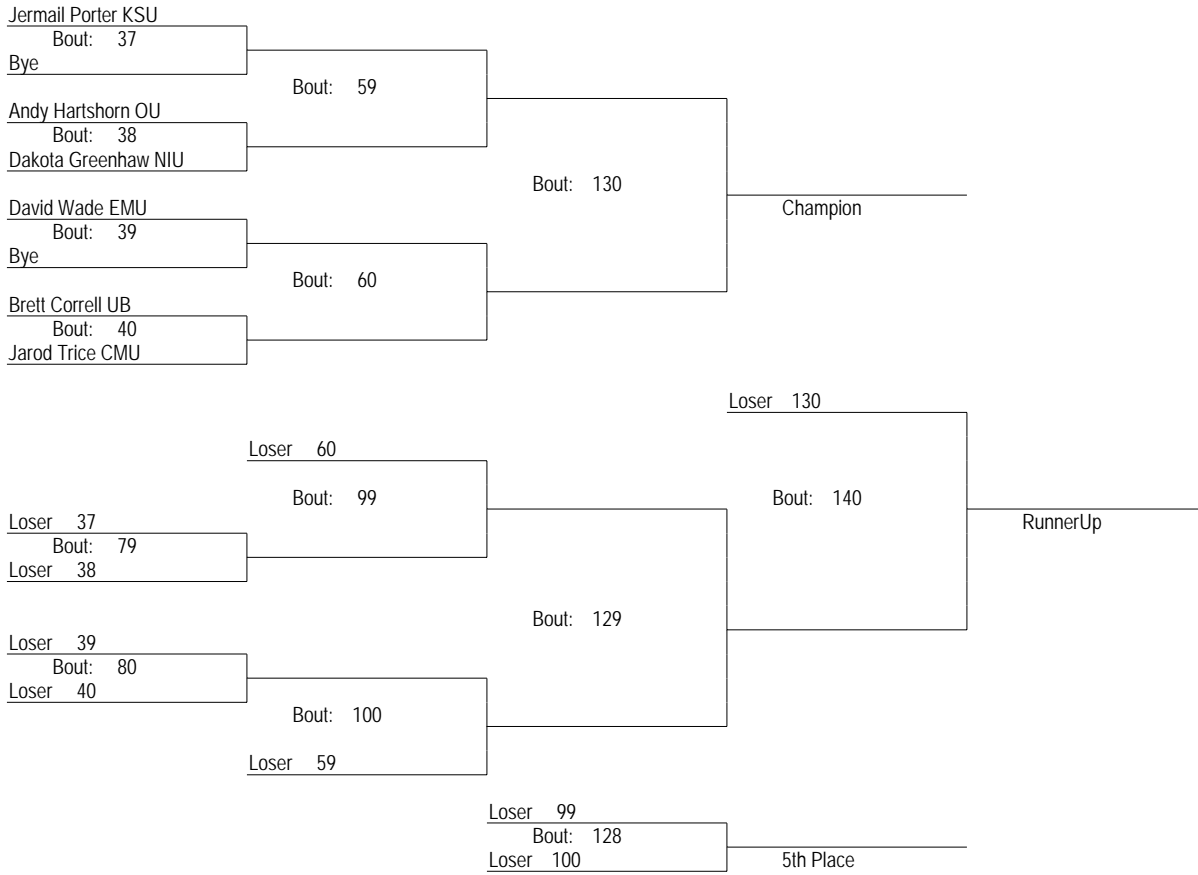 Jermail Porter KSU
Bout: 37
Bye
Bout: 59
Andy Hartshorn OU
Bout: 38
Dakota Greenhaw NIU
Bout: 130
David Wade EMU
Champion
Bout: 39
Bye
Bout: 60
Brett Correll UB
Bout: 40
Jarod Trice CMU
Loser 130
Loser 60
Bout: 99
Bout: 140
Loser 37
RunnerUp
Bout: 79
Loser 38
Bout: 129
Loser 39
Bout: 80
Loser 40
Bout: 100
Loser 59
Loser 99
Bout: 128
Loser 100
5th Place